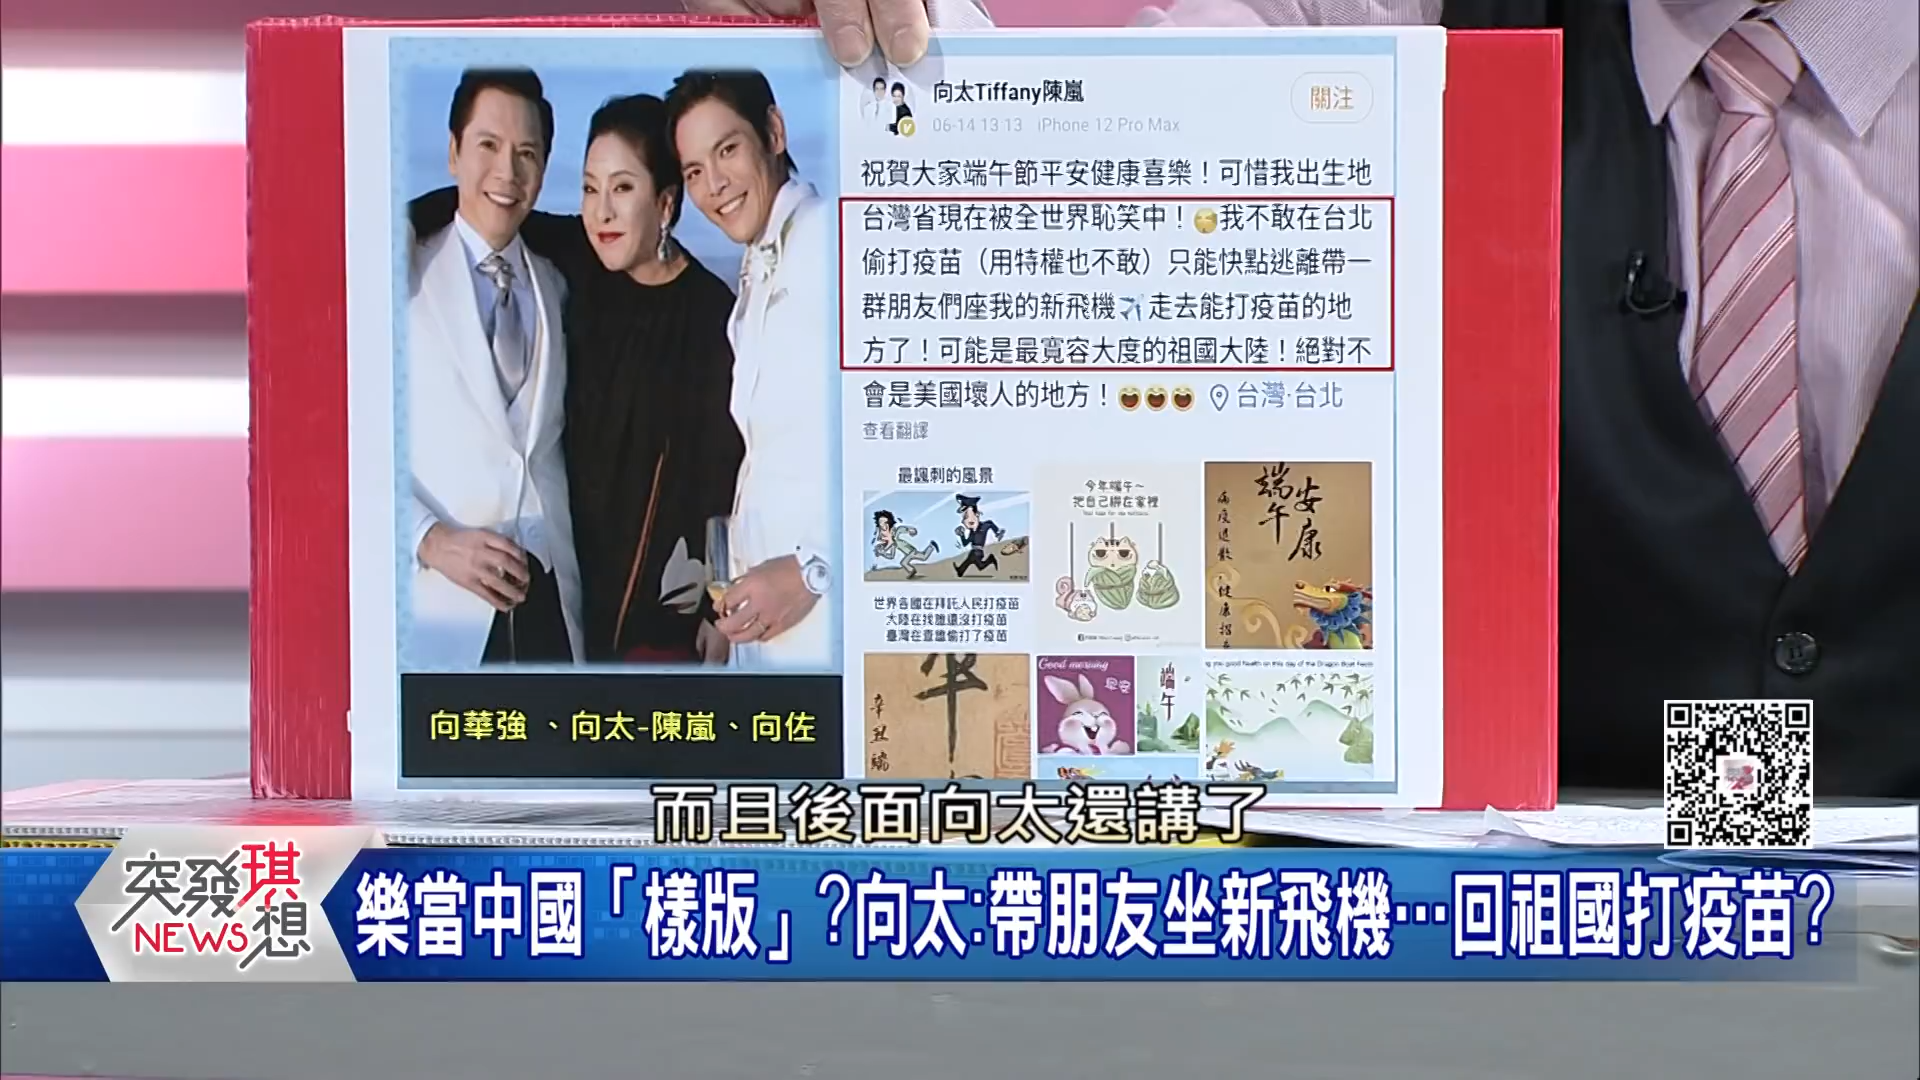 向太Tiffany陳嵐
關注
06-14 13:13 iPhone 12 Pro Max
祝賀大家端午節平安健康喜樂！可惜我出生地
台灣省現在被全世界恥笑中！我不敢在台北
偷打疫苗（用特權也不敢）只能快點逃離帶一
群朋友們座我的新飛機✈走去能打疫苗的地
方了！可能是最寬容大度的祖國大陸！絕對不
會是美國壞人的地方！ 台灣·台北
查看翻譯
最諷刺的風景
世界各國在拜託人民打疫苗
大陸在找誰還沒打疫苗
臺灣在查誰偷打了疫苗
今年端午～
把自己綁在家裡
端午安康
Good morning
早安
端午
辛丑端
向華強、向太-陳嵐、向佐
而且後面向太還講了
突發琪想
NEWS
樂當中國「樣版」?向太:帶朋友坐新飛機…回祖國打疫苗?